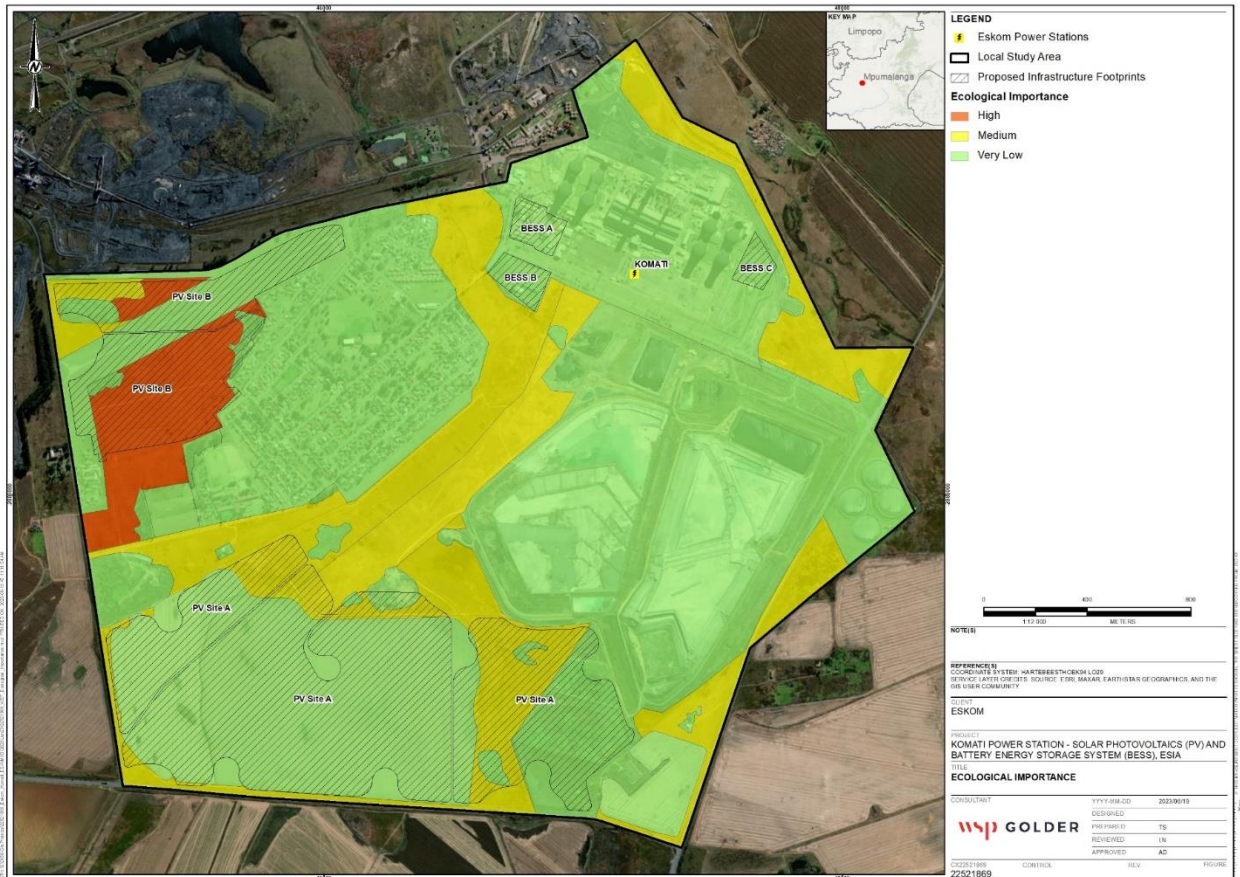 KEY MAP
Limpopo
Mpumalanga
N
BESS A
BESS B
KOMATI
BESS C
PV Site B
PV Site B
PV Site A
PV Site A
PV Site A
LEGEND
Eskom Power Stations
Local Study Area
Proposed Infrastructure Footprints
Ecological Importance
High
Medium
Very Low
0 400 800
1:12 000 METERS
NOTE(S)
REFERENCE(S)
COORDINATE SYSTEM: HARTEBEESTHOEK94 LO29
SERVICE LAYER CREDITS: SOURCE: ESRI, MAXAR, EARTHSTAR GEOGRAPHICS, AND THE
GIS USER COMMUNITY
CLIENT
ESKOM
PROJECT
KOMATI POWER STATION - SOLAR PHOTOVOLTAICS (PV) AND
BATTERY ENERGY STORAGE SYSTEM (BESS), ESIA
TITLE
ECOLOGICAL IMPORTANCE
CONSULTANT
wsp GOLDER
YYYY-MM-DD
DESIGNED
PREPARED TS
REVIEWED
APPROVED AD
CONTROL REV. FIGURE
22521869